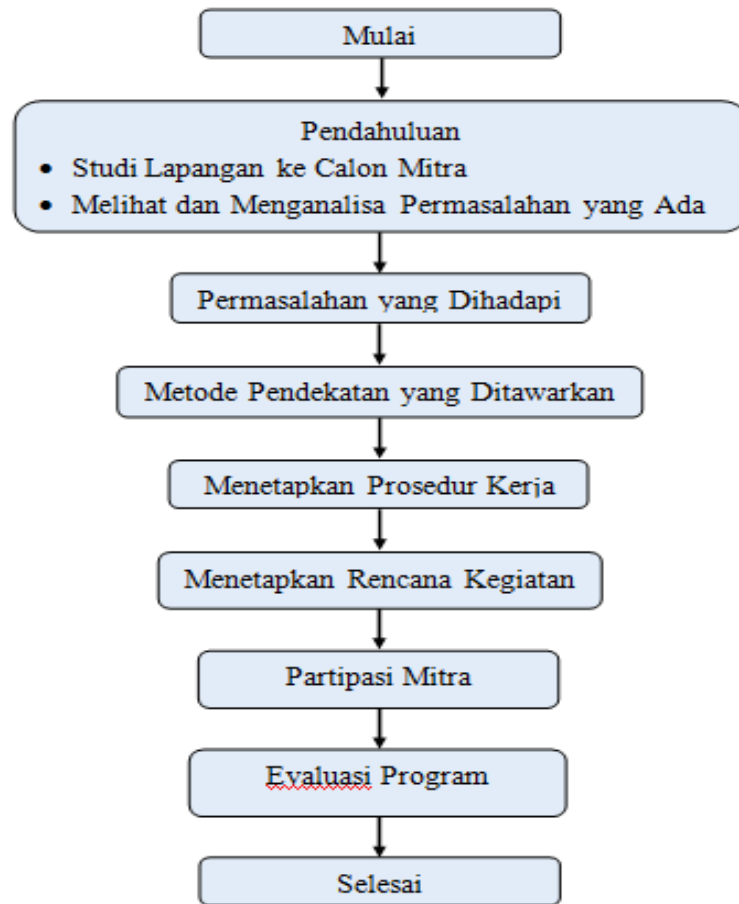 Mulai
Pendahuluan
• Studi Lapangan ke Calon Mitra
• Melihat dan Menganalisa Permasalahan yang Ada
Permasalahan yang Dihadapi
Metode Pendekatan yang Ditawarkan
Menetapkan Prosedur Kerja
Menetapkan Rencana Kegiatan
Partipasi Mitra
Evaluasi Program
Selesai